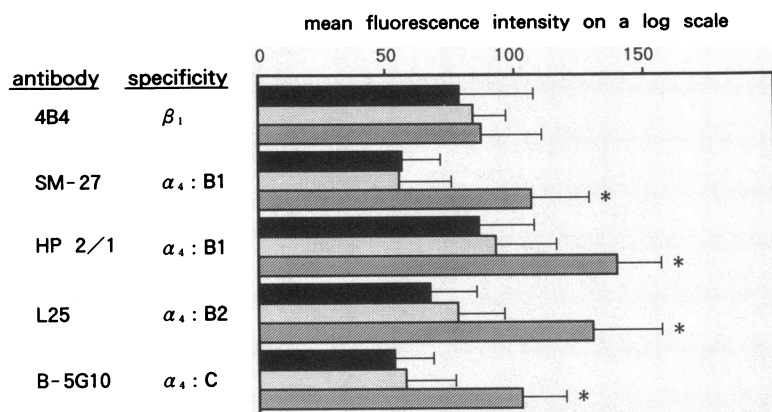 mean fluorescence intensity on a log scale
0 50 100 150
antibody specificity
4B4 β₁
SM-27 α₄ : B1 *
HP 2/1 α₄ : B1 *
L25 α₄ : B2 *
B-5G10 α₄ : C *